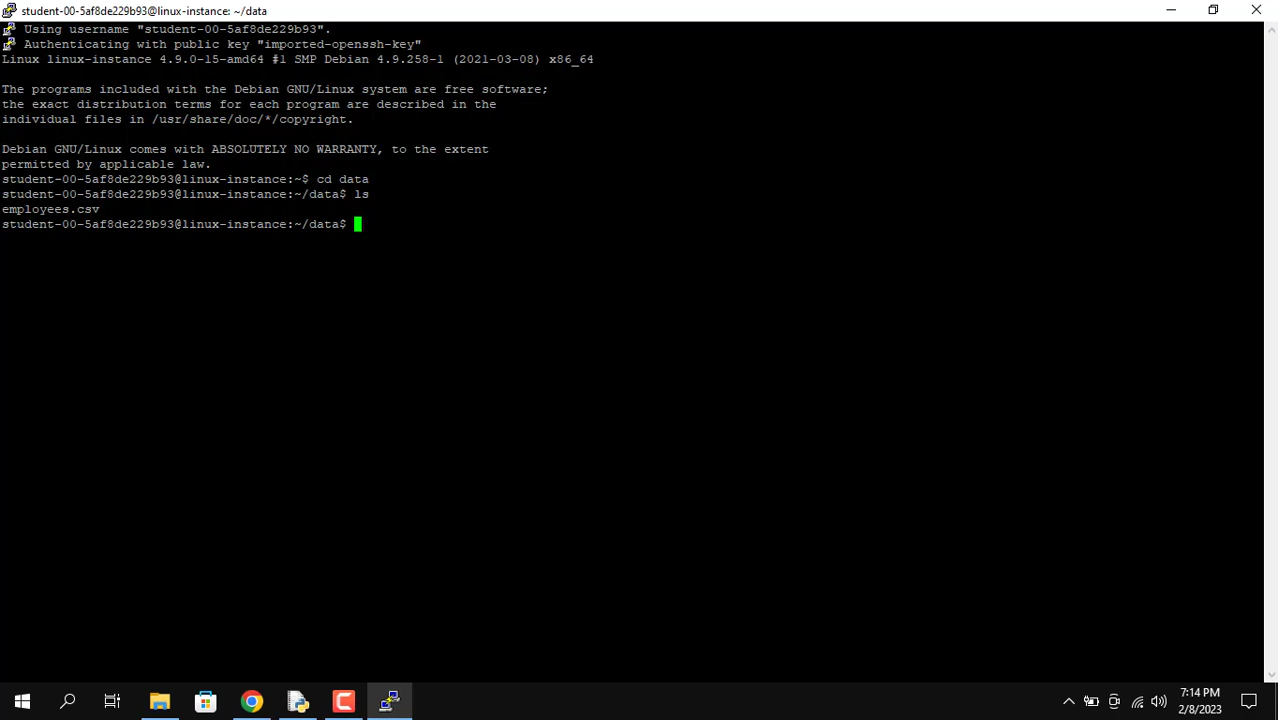 student-00-5af8de229b93@linux-instance: ~/data
Using username "student-00-5af8de229b93".
Authenticating with public key "imported-openssh-key"
Linux linux-instance 4.9.0-15-amd64 #1 SMP Debian 4.9.258-1 (2021-03-08) x86_64
The programs included with the Debian GNU/Linux system are free software;
the exact distribution terms for each program are described in the
individual files in /usr/share/doc/*/copyright.
Debian GNU/Linux comes with ABSOLUTELY NO WARRANTY, to the extent
permitted by applicable law.
student-00-5af8de229b93@linux-instance:~$ cd data
student-00-5af8de229b93@linux-instance:~/data$ ls
employees.csv
student-00-5af8de229b93@linux-instance:~/data$
7:14 PM
2/8/2023